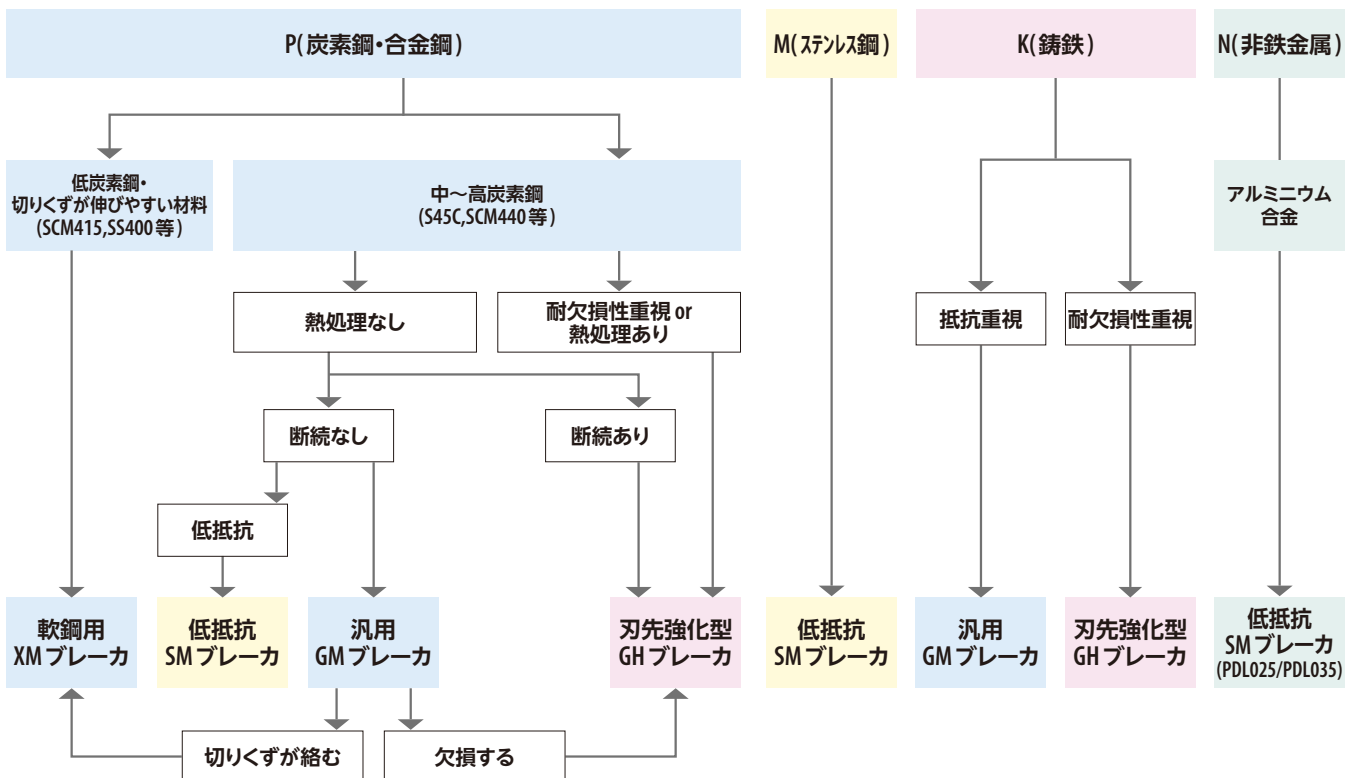 P(炭素鋼・合金鋼)
M(ステンレス鋼)
K(鋳鉄)
N(非鉄金属)
低炭素鋼・
切りくずが伸びやすい材料
(SCM415,SS400等)
中〜高炭素鋼
(S45C,SCM440等)
アルミニウム
合金
熱処理なし
耐欠損性重視 or
熱処理あり
抵抗重視
耐欠損性重視
断続なし
断続あり
低抵抗
軟鋼用
XMブレーカ
低抵抗
SMブレーカ
汎用
GMブレーカ
刃先強化型
GHブレーカ
低抵抗
SMブレーカ
汎用
GMブレーカ
刃先強化型
GHブレーカ
低抵抗
SMブレーカ
(PDL025/PDL035)
切りくずが絡む
欠損する